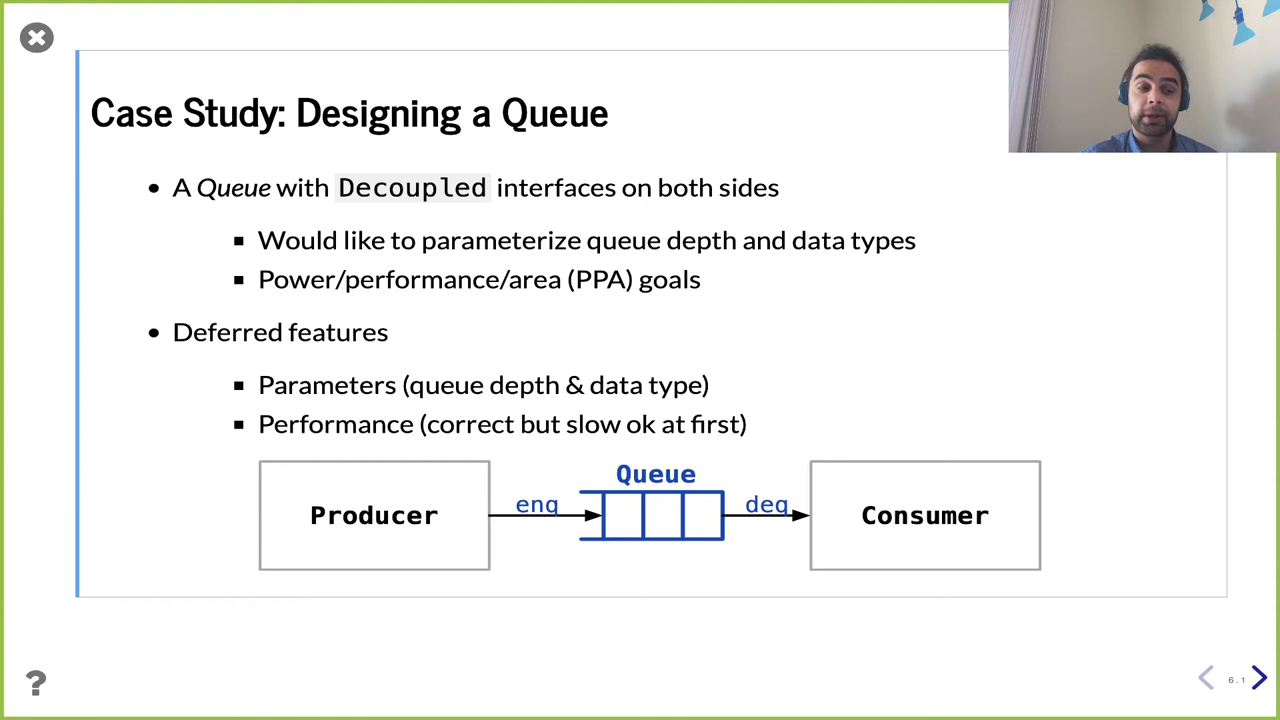 Case Study: Designing a Queue
A Queue with Decoupled interfaces on both sides
Would like to parameterize queue depth and data types
Power/performance/area (PPA) goals
Deferred features
Parameters (queue depth & data type)
Performance (correct but slow ok at first)
Queue
Producer
enq
deq
Consumer
?
6.1